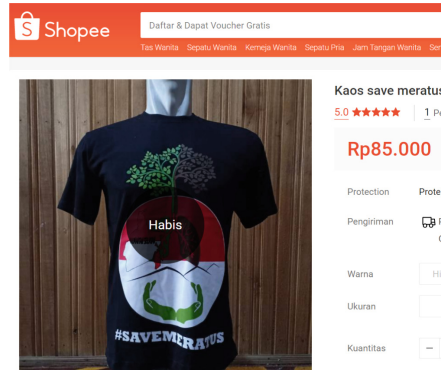 Shopee
Daftar & Dapat Voucher Gratis
Tas Wanita Sepatu Wanita Kemeja Wanita Sepatu Pria Jam Tangan Wanita
Kaos save meratus
5.0
1
Rp85.000
Protection
Pengiriman
Warna
Ukuran
Kuantitas
Habis
#SAVEMERATUS